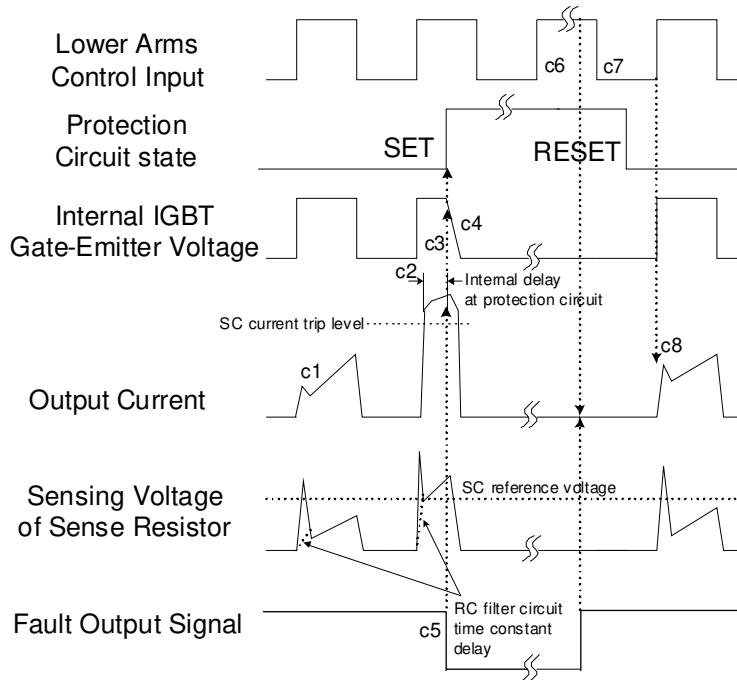 Lower Arms
Control Input
c6
c7
Protection
Circuit state
SET
RESET
Internal IGBT
Gate-Emitter Voltage
c4
c3
c2
Internal delay
at protection circuit
SC current trip level
c1
c8
Output Current
Sensing Voltage
of Sense Resistor
SC reference voltage
Fault Output Signal
c5
RC filter circuit
time constant
delay